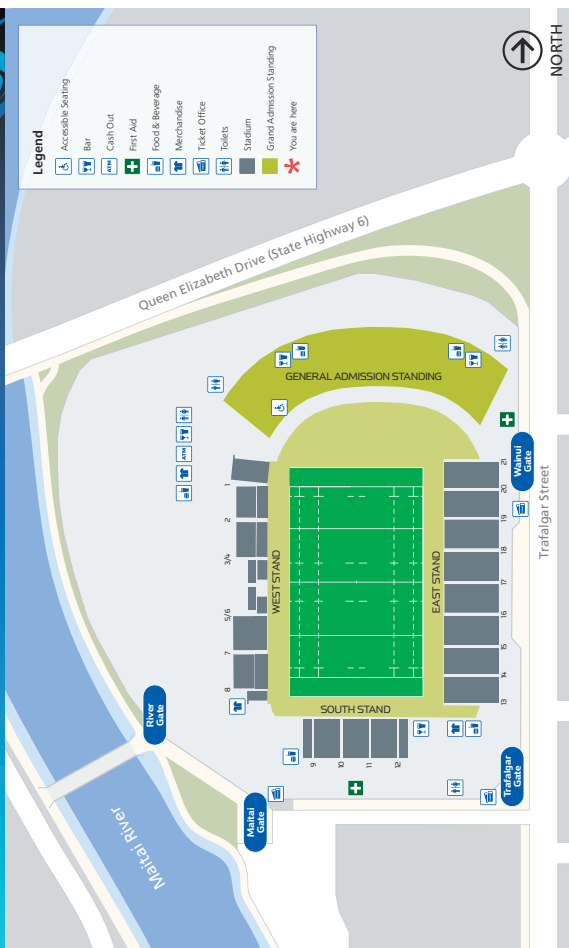 Legend
Accessible Seating
Bar
ATM
Cash Out
First Aid
Food & Beverage
Merchandise
Ticket Office
Toilets
Stadium
Grand Admission Standing
You are here
NORTH
Queen Elizabeth Drive (State Highway 6)
GENERAL ADMISSION STANDING
ATM
Wainui
Gate
Trafalgar Street
WEST STAND
EAST STAND
SOUTH STAND
1
2
3/4
5/6
7
8
9
10
11
12
13
14
15
16
17
18
19
20
21
River
Gate
Maitai
Gate
Trafalgar
Gate
Maitai River